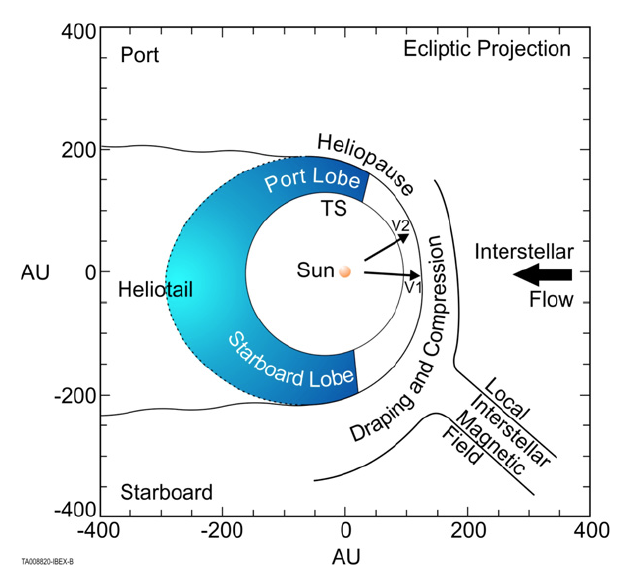 400
Port
Ecliptic Projection
200
Heliopause
Port Lobe
TS
V2
Interstellar
AU
0
Sun
Heliotail
V1
Flow
Draping and Compression
Starboard Lobe
-200
Local
Interstellar
Magnetic
Field
Starboard
-400
-400
-200
0
200
400
AU
TA008820-IBEX-B